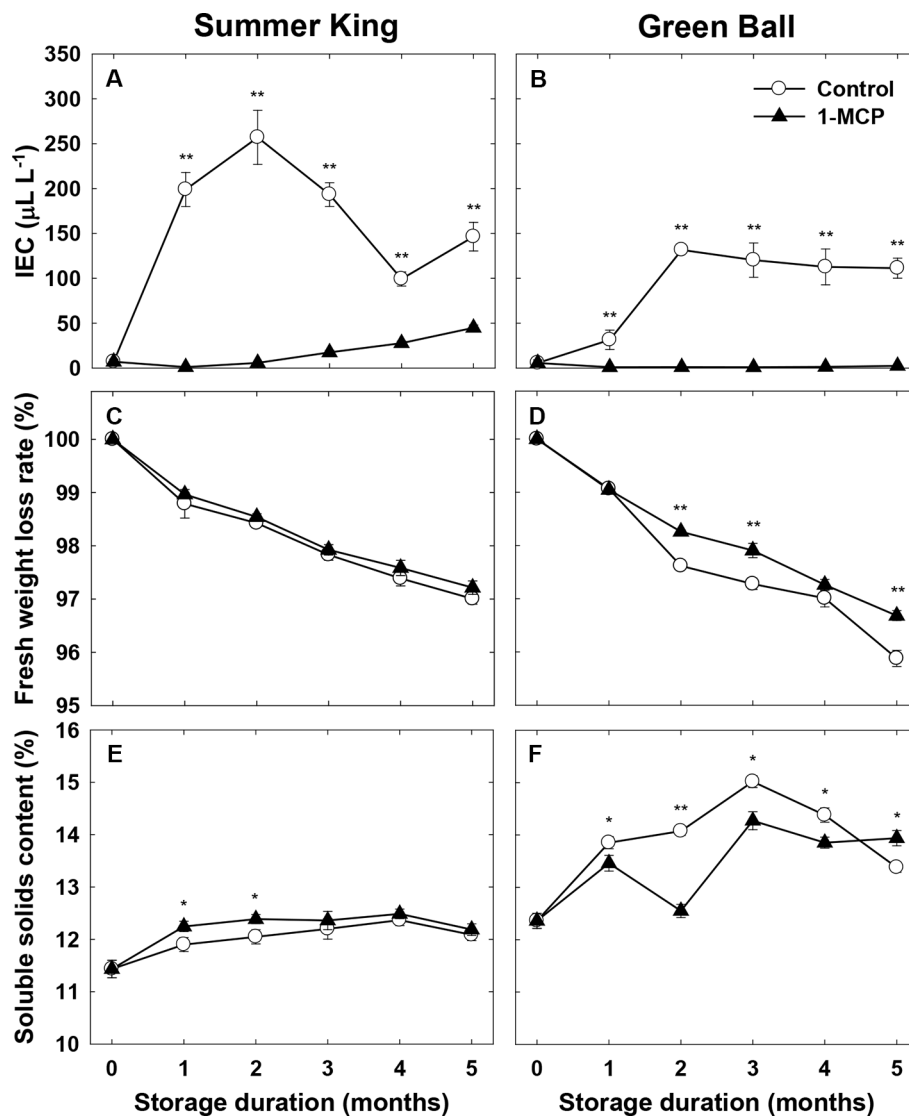 Summer King
Green Ball
350
300
250
200
150
100
50
0
IEC (μL L-1)
A
**
**
**
**
**
B
Control
1-MCP
**
**
**
**
**
100
99
98
97
96
95
Fresh weight loss rate (%)
C
D
**
**
**
16
15
14
13
12
11
10
Soluble solids content (%)
E
*
*
F
*
**
*
*
*
0 1 2 3 4 5
0 1 2 3 4 5
Storage duration (months)
Storage duration (months)